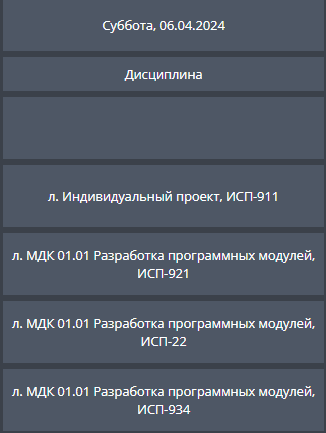 Суббота, 06.04.2024
Дисциплина
л. Индивидуальный проект, ИСП-911
л. МДК 01.01 Разработка программных модулей,
ИСП-921
л. МДК 01.01 Разработка программных модулей,
ИСП-22
л. МДК 01.01 Разработка программных модулей,
ИСП-934